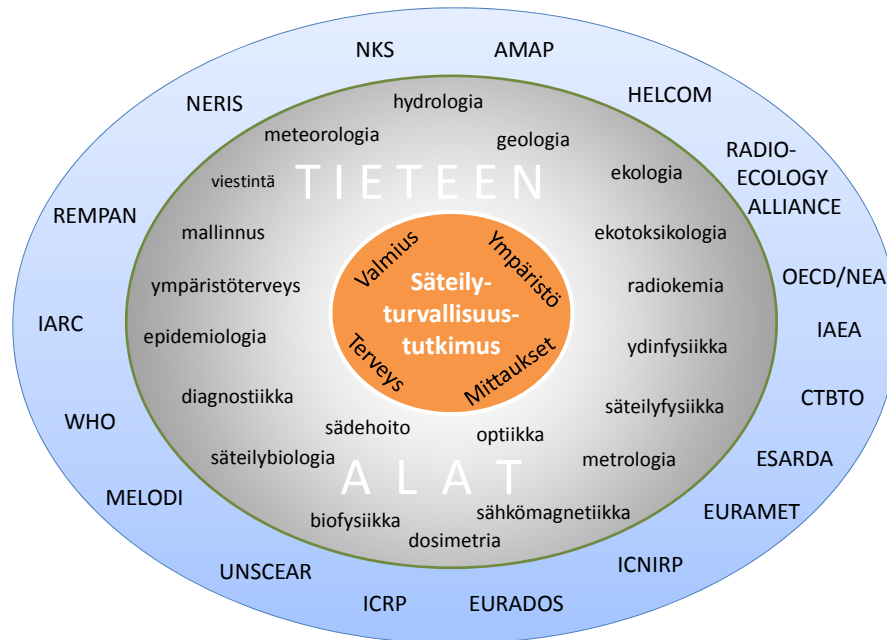 NKS
AMAP
NERIS
HELCOM
hydrologia
meteorologia
geologia
RADIO-
ECOLOGY
ALLIANCE
viestintä
TIETEEN
ekologia
REMPAN
mallinnus
Valmius
Ympäristö
ekotoksikologia
ympäristöterveys
Säteily-
turvallisuus-
tutkimus
radiokemia
OECD/NEA
IARC
epidemiologia
Terveys
Mittaukset
ydinfysiikka
IAEA
diagnostiikka
säteilyfysiikka
CTBTO
WHO
sädehoito
optiikka
säteilybiologia
metrologia
ESARDA
ALAT
MELODI
biofysiikka
sähkömagnetiikka
EURAMET
dosimetria
UNSCEAR
ICNIRP
ICRP
EURADOS